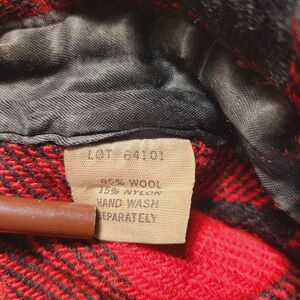 LOT 64101
85% WOOL
15% NYLON
HAND WASH
SEPARATELY